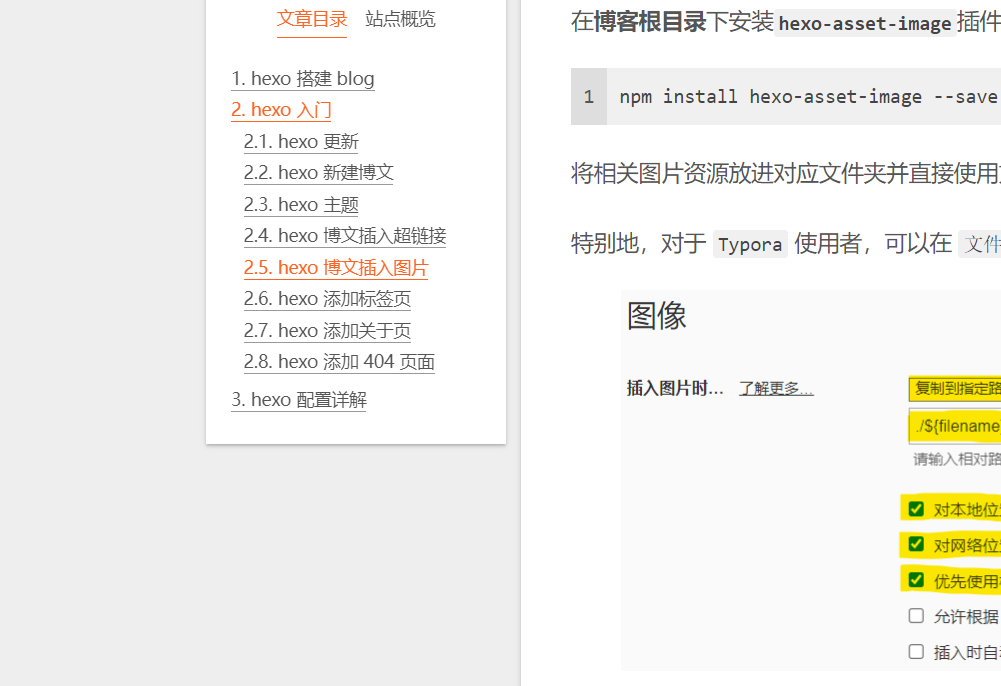 文章目录 站点概览
1. hexo 搭建 blog
2. hexo 入门
2.1. hexo 更新
2.2. hexo 新建博文
2.3. hexo 主题
2.4. hexo 博文插入超链接
2.5. hexo 博文插入图片
2.6. hexo 添加标签页
2.7. hexo 添加关于页
2.8. hexo 添加 404 页面
3. hexo 配置详解
在博客根目录下安装 hexo-asset-image 插件
1 npm install hexo-asset-image --save
将相关图片资源放进对应文件夹并直接使用
特别地，对于 Typora 使用者，可以在 文件
图像
插入图片时... 了解更多...
复制到指定路
./${filename}
请输入相对路
对本地位
对网络位
优先使用
允许根据
插入时自